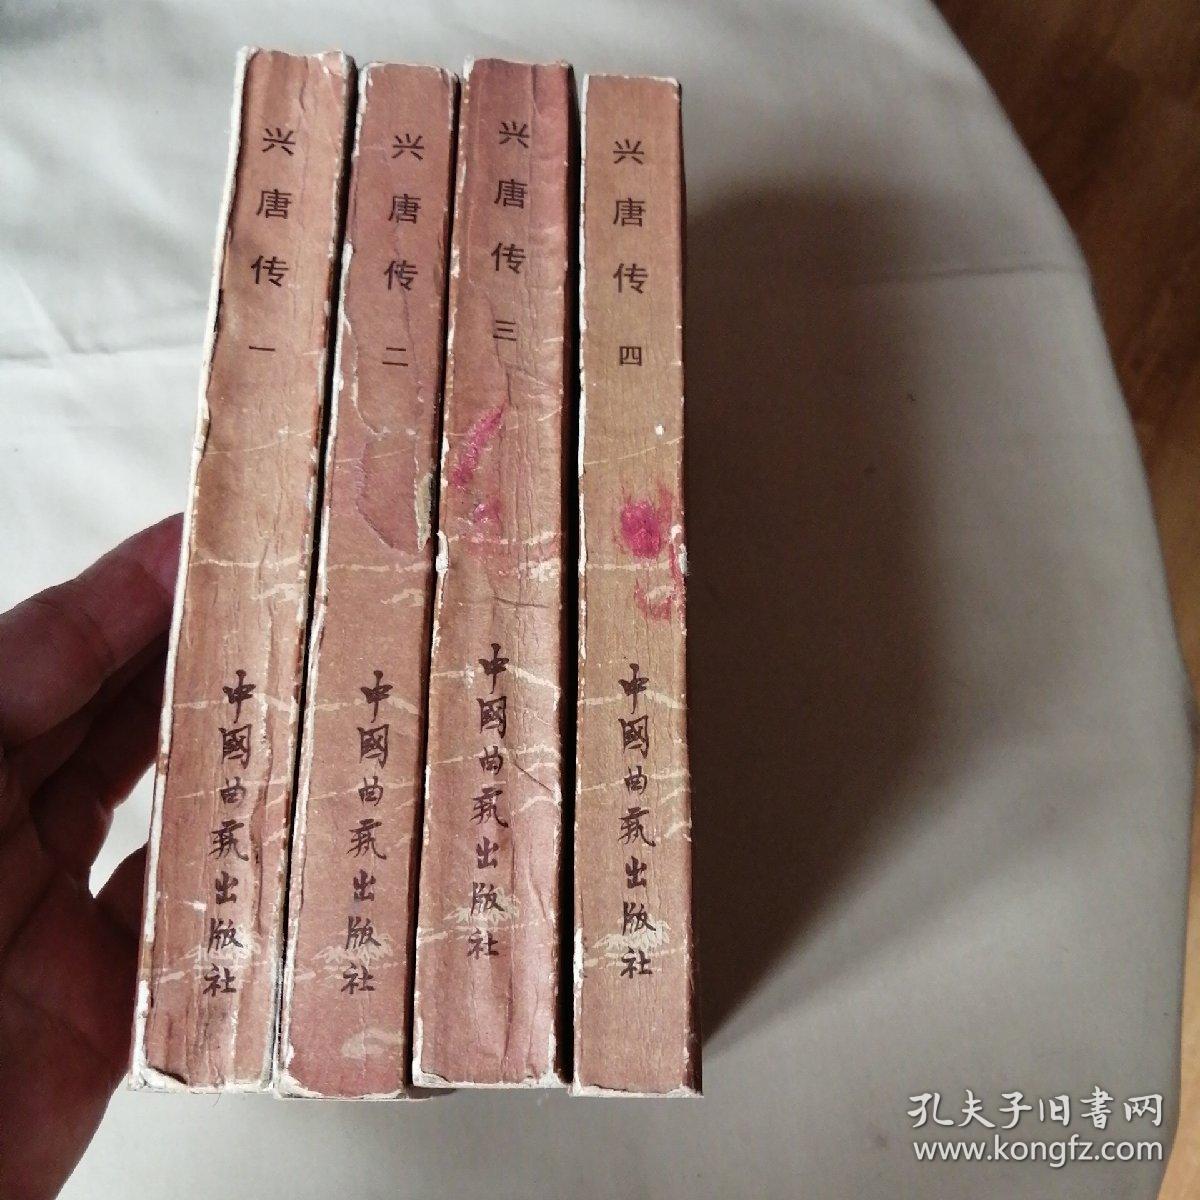 兴唐传 一
中國曲藝出版社
兴唐传 二
中國曲藝出版社
兴唐传 三
中國曲藝出版社
兴唐传 四
中國曲藝出版社
孔夫子旧書网
www.kongfz.com